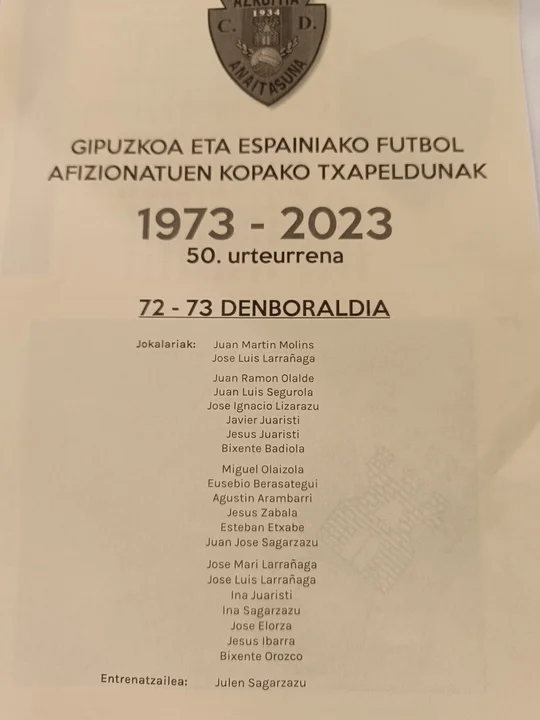 AZKOITIA
1934
C. D.
ANAITASUNA
GIPUZKOA ETA ESPAINIAKO FUTBOL
AFIZIONATUEN KOPAKO TXAPELDUNAK
1973 - 2023
50. urteurrena
72 - 73 DENBORALDIA
Jokalariak: Juan Martin Molins
Jose Luis Larrañaga
Juan Ramon Olalde
Juan Luis Segurola
Jose Ignacio Lizarazu
Javier Juaristi
Jesus Juaristi
Bixente Badiola
Miguel Olaizola
Eusebio Berasategui
Agustin Arambarri
Jesus Zabala
Esteban Etxabe
Juan Jose Sagarzazu
Jose Mari Larrañaga
Jose Luis Larrañaga
Ina Juaristi
Ina Sagarzazu
Jose Elorza
Jesus Ibarra
Bixente Orozco
Entrenatzailea: Julen Sagarzazu